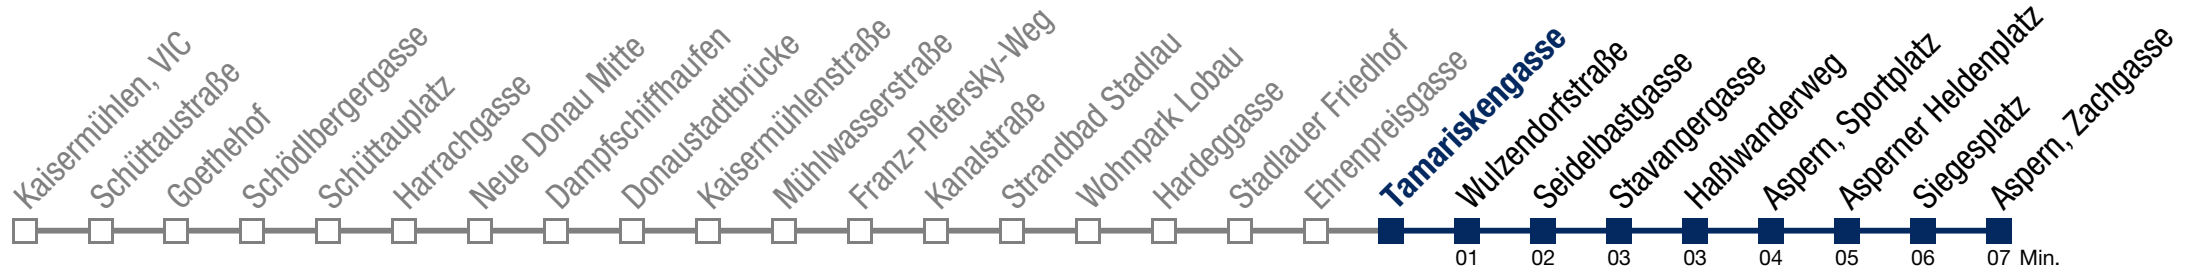 Kaisermühlen, VIC
Schüttaustraße
Goethehof
Schödlbergergasse
Schüttauplatz
Harrachgasse
Neue Donau Mitte
Dampfschiffhaufen
Donaustadtbrücke
Kaisermühlenstraße
Mühlwasserstraße
Franz-Pletersky-Weg
Kanalstraße
Strandbad Stadlau
Wohnpark Lobau
Hardeggasse
Stadlauer Friedhof
Ehrenpreisgasse
Tamariskengasse
Wulzendorfstraße
Seidelbastgasse
Stavangergasse
Haßlwanderweg
Aspern, Sportplatz
Asperner Heldenplatz
Siegesplatz
Aspern, Zachgasse
01 02 03 03 04 05 06 07 Min.